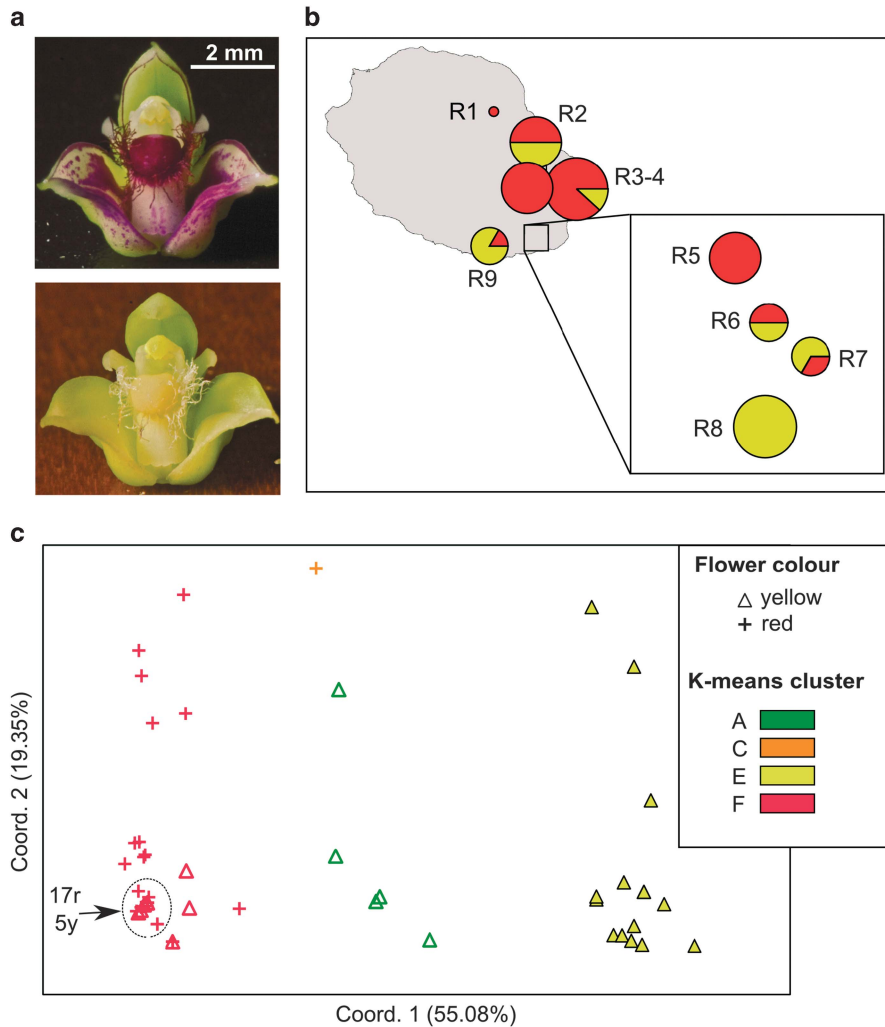 a
2 mm
b
R1
R2
R3-4
R9
R5
R6
R7
R8
c
Flower colour
yellow
red
K-means cluster
A
C
E
F
17r
5y
Coord. 2 (19.35%)
Coord. 1 (55.08%)